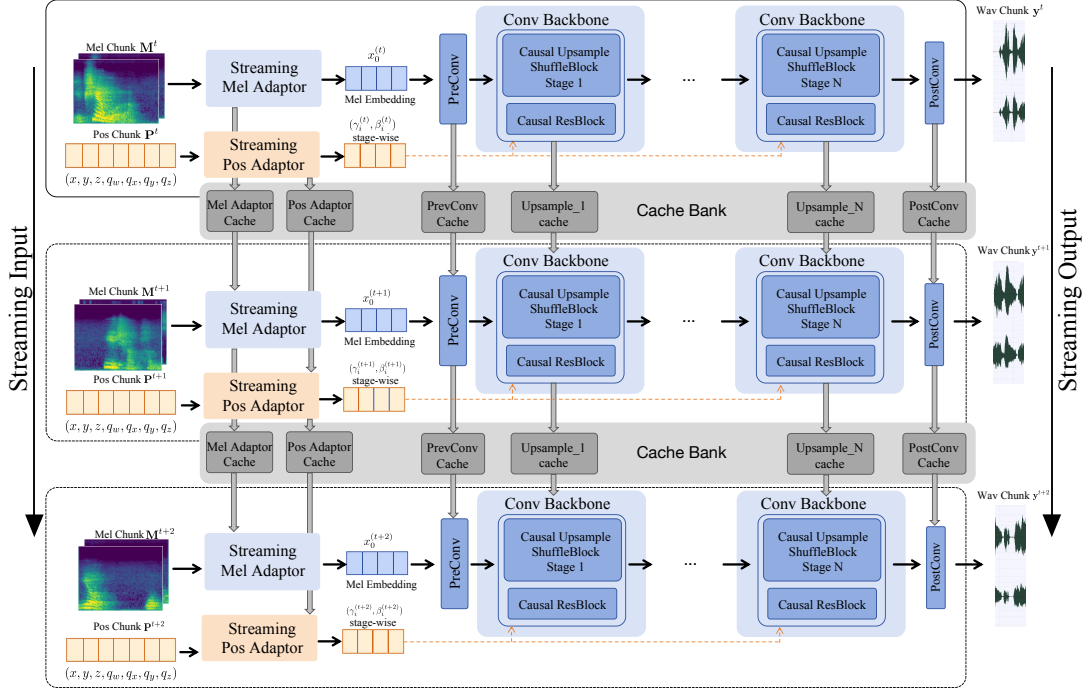 Streaming Input
Mel Chunk M^t
Streaming
Mel Adaptor
x_0^{(t)}
Mel Embedding
PreConv
Conv Backbone
Causal Upsample
ShuffleBlock
Stage 1
Causal ResBlock
...
Conv Backbone
Causal Upsample
ShuffleBlock
Stage N
Causal ResBlock
PostConv
Wav Chunk y^t
Pos Chunk P^t
(x, y, z, q_w, q_x, q_y, q_z)
Streaming
Pos Adaptor
(γ_i^{(t)}, β_i^{(t)})
stage-wise
Mel Adaptor
Cache
Pos Adaptor
Cache
PrevConv
Cache
Upsample_1
cache
Cache Bank
Upsample_N
cache
PostConv
Cache
Mel Chunk M^{t+1}
Streaming
Mel Adaptor
x_0^{(t+1)}
Mel Embedding
PreConv
Conv Backbone
Causal Upsample
ShuffleBlock
Stage 1
Causal ResBlock
...
Conv Backbone
Causal Upsample
ShuffleBlock
Stage N
Causal ResBlock
PostConv
Wav Chunk y^{t+1}
Pos Chunk P^{t+1}
(x, y, z, q_w, q_x, q_y, q_z)
Streaming
Pos Adaptor
(γ_i^{(t+1)}, β_i^{(t+1)})
stage-wise
Mel Adaptor
Cache
Pos Adaptor
Cache
PrevConv
Cache
Upsample_1
cache
Cache Bank
Upsample_N
cache
PostConv
Cache
Mel Chunk M^{t+2}
Streaming
Mel Adaptor
x_0^{(t+2)}
Mel Embedding
PreConv
Conv Backbone
Causal Upsample
ShuffleBlock
Stage 1
Causal ResBlock
...
Conv Backbone
Causal Upsample
ShuffleBlock
Stage N
Causal ResBlock
PostConv
Wav Chunk y^{t+2}
Pos Chunk P^{t+2}
(x, y, z, q_w, q_x, q_y, q_z)
Streaming
Pos Adaptor
(γ_i^{(t+2)}, β_i^{(t+2)})
stage-wise
Streaming Output